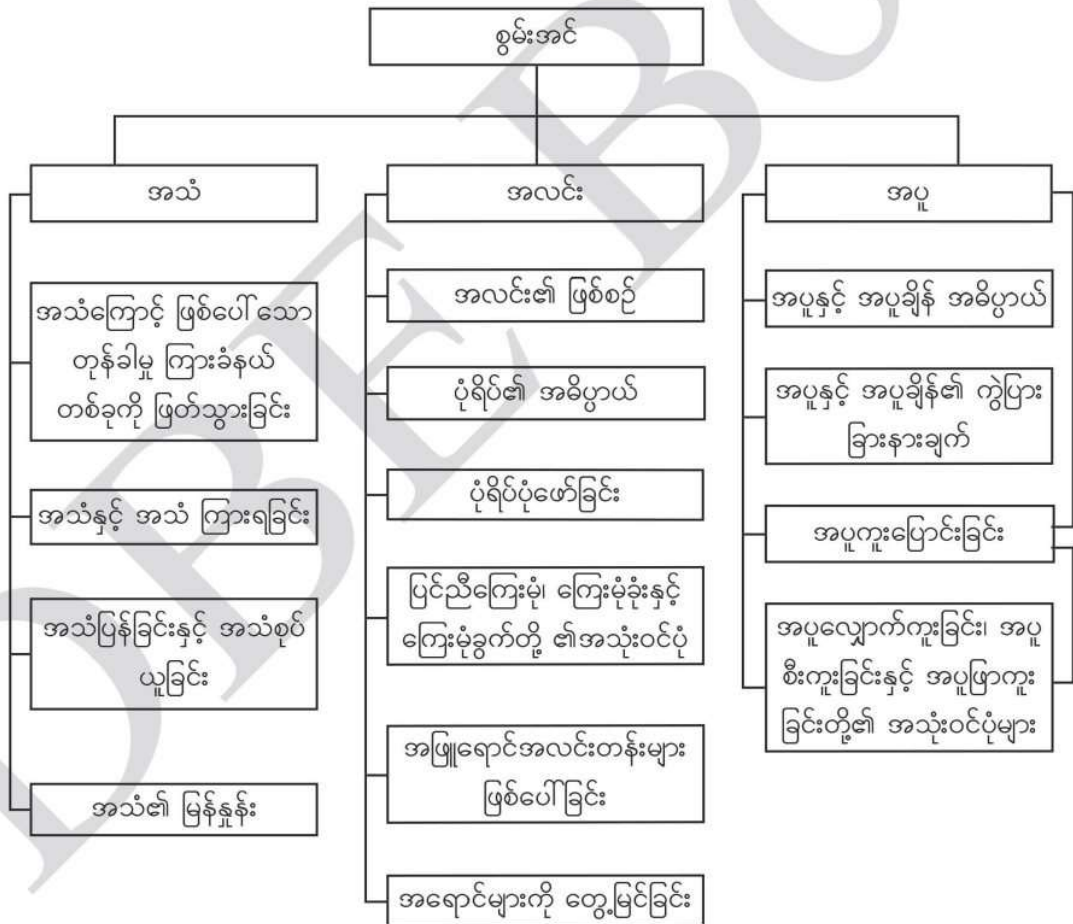 စွမ်းအင်
အသံ
အသံကြောင့် ဖြစ်ပေါ်သော
တုန်ခါမှု ကြားခံနယ်
တစ်ခုကို ဖြတ်သွားခြင်း
အသံနှင့် အသံ ကြားရခြင်း
အသံပြန်ခြင်းနှင့် အသံစုပ်
ယူခြင်း
အသံ၏ မြန်နှုန်း
အလင်း
အလင်း၏ ဖြစ်စဉ်
ပုံရိပ်၏ အဓိပ္ပာယ်
ပုံရိပ်ပုံဖော်ခြင်း
ပြင်ညီကြေးမုံ၊ ကြေးမုံခုံးနှင့်
ကြေးမုံခွက်တို့ ၏အသုံးဝင်ပုံ
အဖြူရောင်အလင်းတန်းများ
ဖြစ်ပေါ်ခြင်း
အရောင်များကို တွေ့မြင်ခြင်း
အပူ
အပူနှင့် အပူချိန် အဓိပ္ပာယ်
အပူနှင့် အပူချိန်၏ ကွဲပြား
ခြားနားချက်
အပူကူးပြောင်းခြင်း
အပူလျှောက်ကူးခြင်း၊ အပူ
စီးကူးခြင်းနှင့် အပူဖြာကူး
ခြင်းတို့၏ အသုံးဝင်ပုံများ
DBE Bo